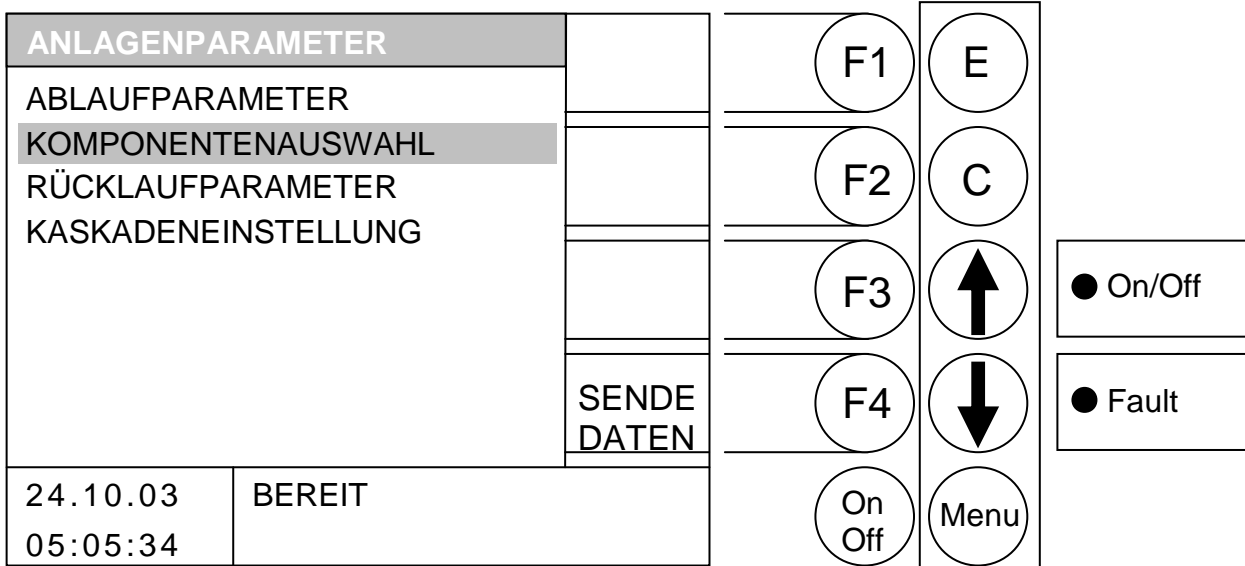 ANLAGENPARAMETER
ABLAUFPARAMETER
KOMPONENTENAUSWAHL
RÜCKLAUFPARAMETER
KASKADENEINSTELLUNG
SENDE
DATEN
24.10.03
05:05:34
BEREIT
F1
E
F2
C
F3
F4
On
Off
Menu
On/Off
Fault